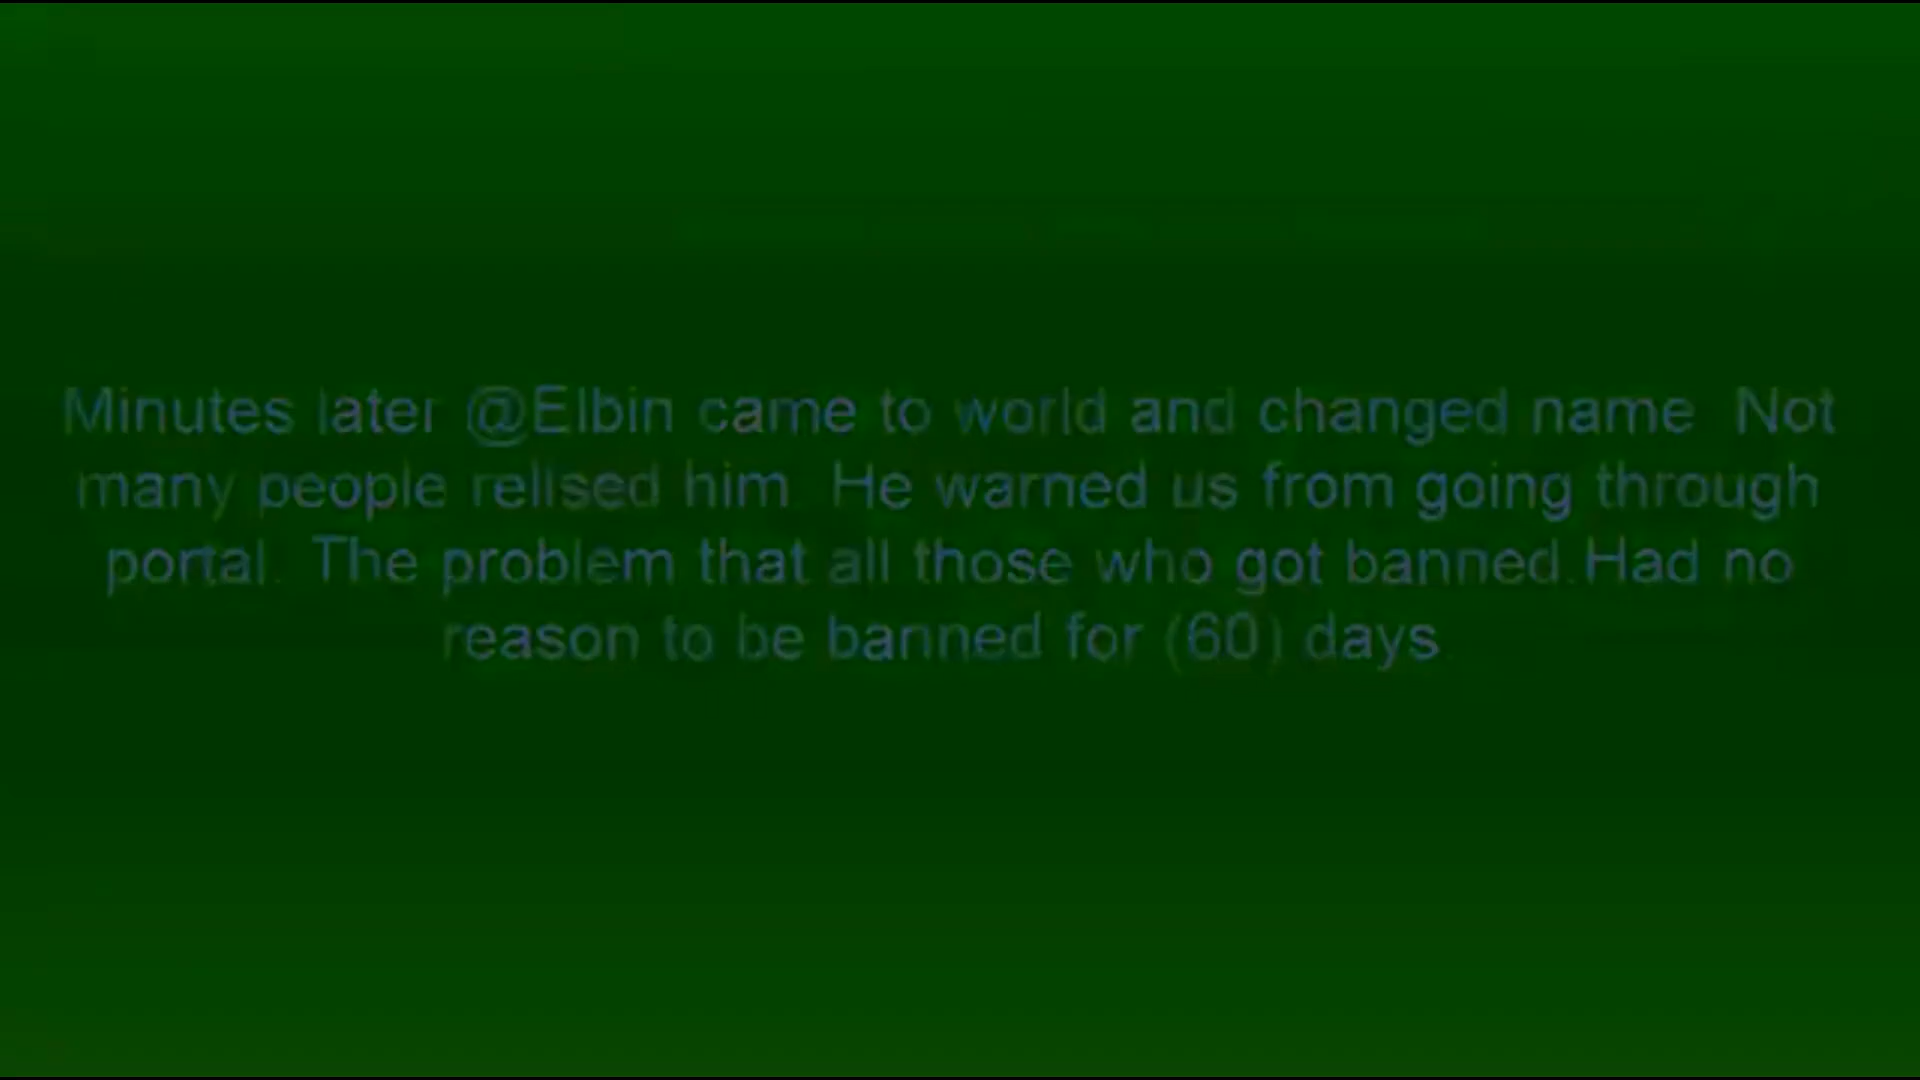 Minutes later @Elbin came to world and changed name. Not
many people relised him. He warned us from going through
portal. The problem that all those who got banned.Had no
reason to be banned for (60) days.